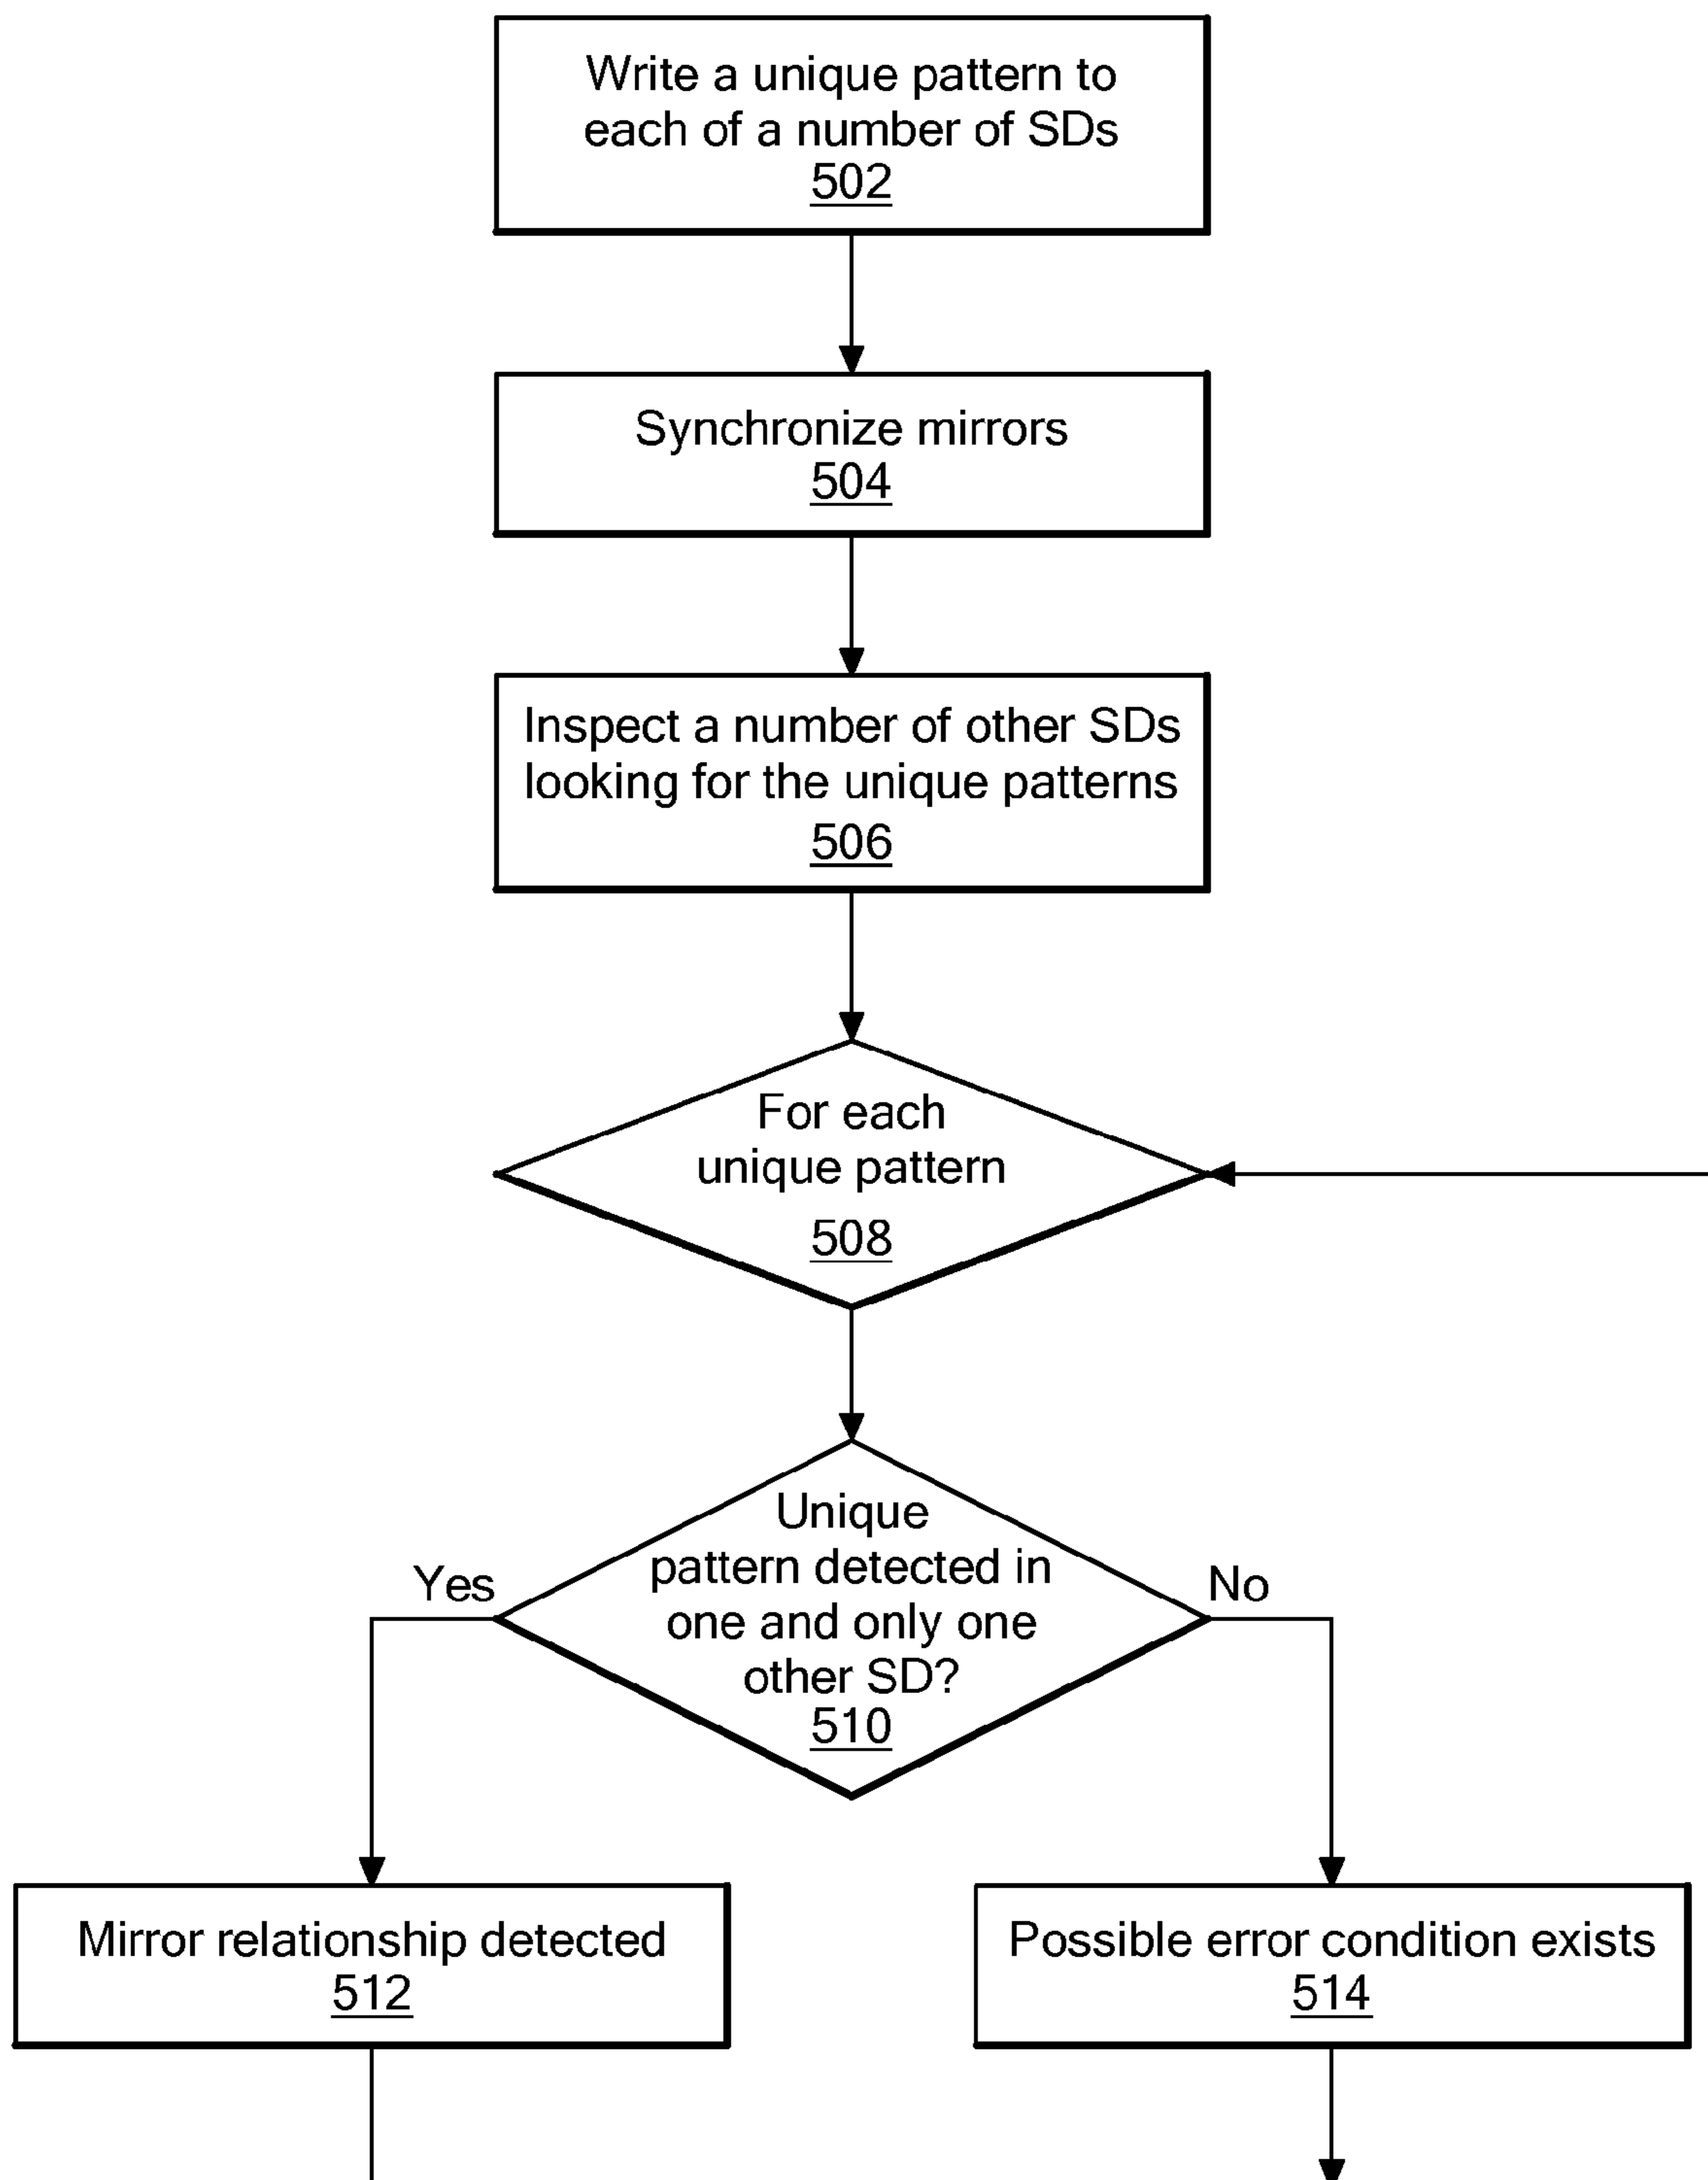 Write a unique pattern to
each of a number of SDs
502
Synchronize mirrors
504
Inspect a number of other SDs
looking for the unique patterns
506
For each
unique pattern
508
Unique
pattern detected in
one and only one
other SD?
510
Yes
No
Mirror relationship detected
512
Possible error condition exists
514